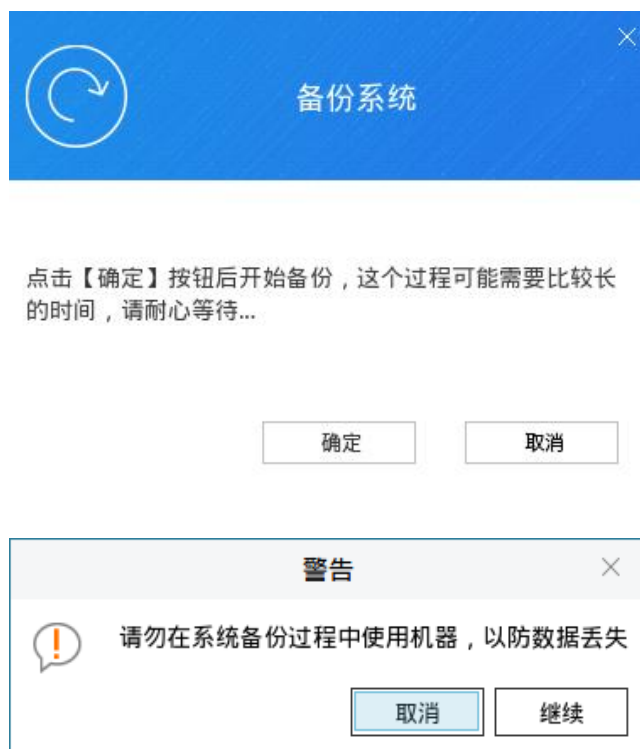 备份系统
点击【确定】按钮后开始备份，这个过程可能需要比较长
的时间，请耐心等待...
确定
取消
警告
请勿在系统备份过程中使用机器，以防数据丢失
取消
继续